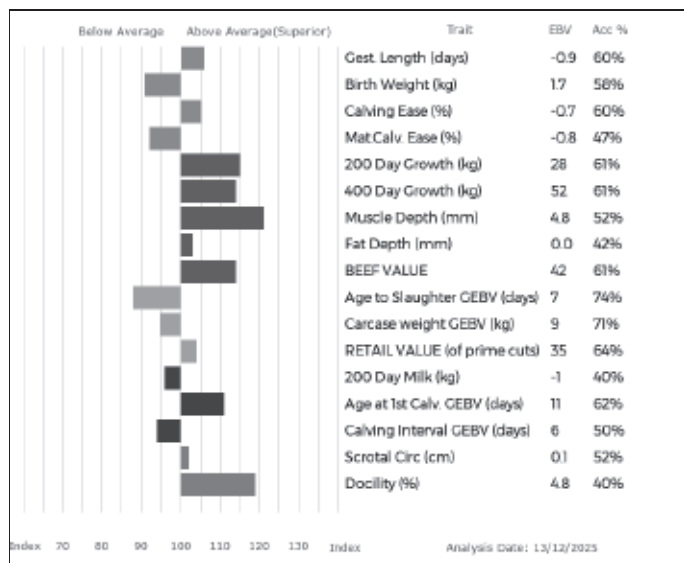 Below Average Above Average(Superior) Trait EBV Acc %
Gest. Length (days) -0.9 60%
Birth Weight (kg) 1.7 58%
Calving Ease (%) -0.7 60%
Mat.Calv. Ease (%) -0.8 47%
200 Day Growth (kg) 28 61%
400 Day Growth (kg) 52 61%
Muscle Depth (mm) 4.8 52%
Fat Depth (mm) 0.0 42%
BEEF VALUE 42 61%
Age to Slaughter GEBV (days) 7 74%
Carcase weight GEBV (kg) 9 71%
RETAIL VALUE (of prime cuts) 35 64%
200 Day Milk (kg) -1 40%
Age at 1st Calv. GEBV (days) 11 62%
Calving Interval GEBV (days) 6 50%
Scrotal Circ (cm) 0.1 52%
Docility (%) 4.8 40%
Index 70 80 90 100 110 120 130 Index Analysis Date: 13/12/2025